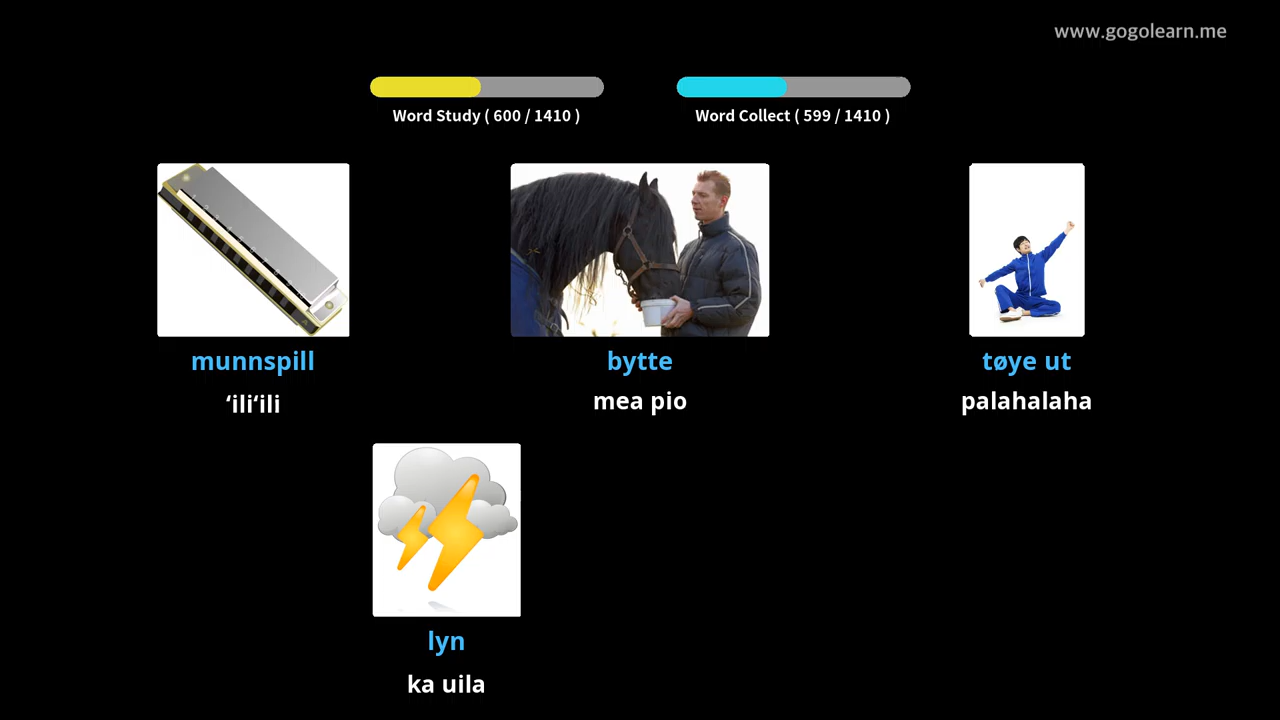 www.gogolearn.me
Word Study ( 600 / 1410 )
Word Collect ( 599 / 1410 )
munnspill
bytte
tøye ut
ʻiliʻili
mea pio
palahalaha
lyn
ka uila